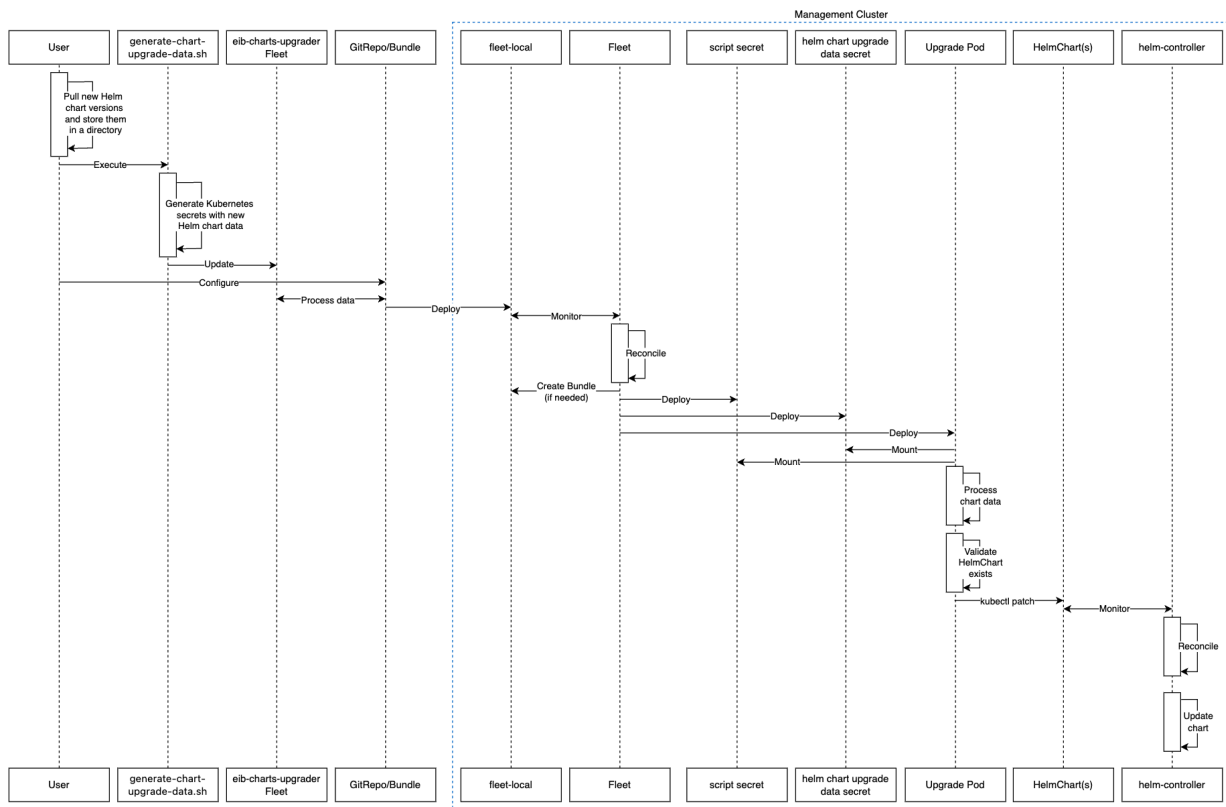 Management Cluster
User
generate-chart-
upgrade-data.sh
eib-charts-upgrader
Fleet
GitRepo/Bundle
fleet-local
Fleet
script secret
helm chart upgrade
data secret
Upgrade Pod
HelmChart(s)
helm-controller
Pull new Helm
chart versions
and store them
in a directory
Execute
Generate Kubernetes
secrets with new
Helm chart data
Update
Configure
Process data
Deploy
Monitor
Reconcile
Create Bundle
(if needed)
Deploy
Deploy
Deploy
Mount
Mount
Process
chart data
Validate
HelmChart
exists
kubectl patch
Monitor
Reconcile
Update
chart
User
generate-chart-
upgrade-data.sh
eib-charts-upgrader
Fleet
GitRepo/Bundle
fleet-local
Fleet
script secret
helm chart upgrade
data secret
Upgrade Pod
HelmChart(s)
helm-controller